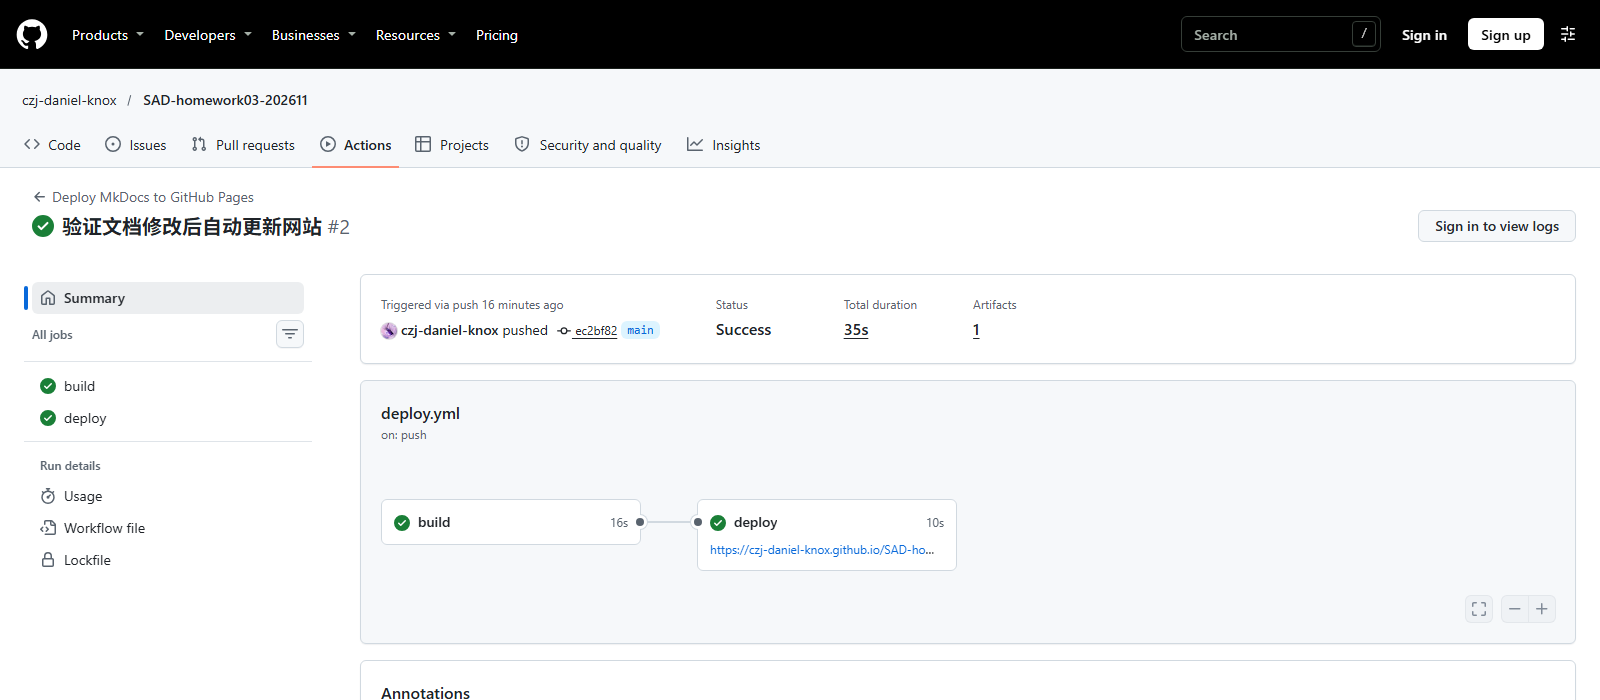 Products Developers Businesses Resources Pricing Search / Sign in Sign up
czj-daniel-knox / SAD-homework03-202611
Code Issues Pull requests Actions Projects Security and quality Insights
Deploy MkDocs to GitHub Pages
验证文档修改后自动更新网站 #2
Sign in to view logs
Summary
All jobs
build
deploy
Run details
Usage
Workflow file
Lockfile
Triggered via push 16 minutes ago
czj-daniel-knox pushed ec2bf82 main
Status
Success
Total duration
35s
Artifacts
1
deploy.yml
on: push
build 16s
deploy 10s
https://czj-daniel-knox.github.io/SAD-ho...
Annotations